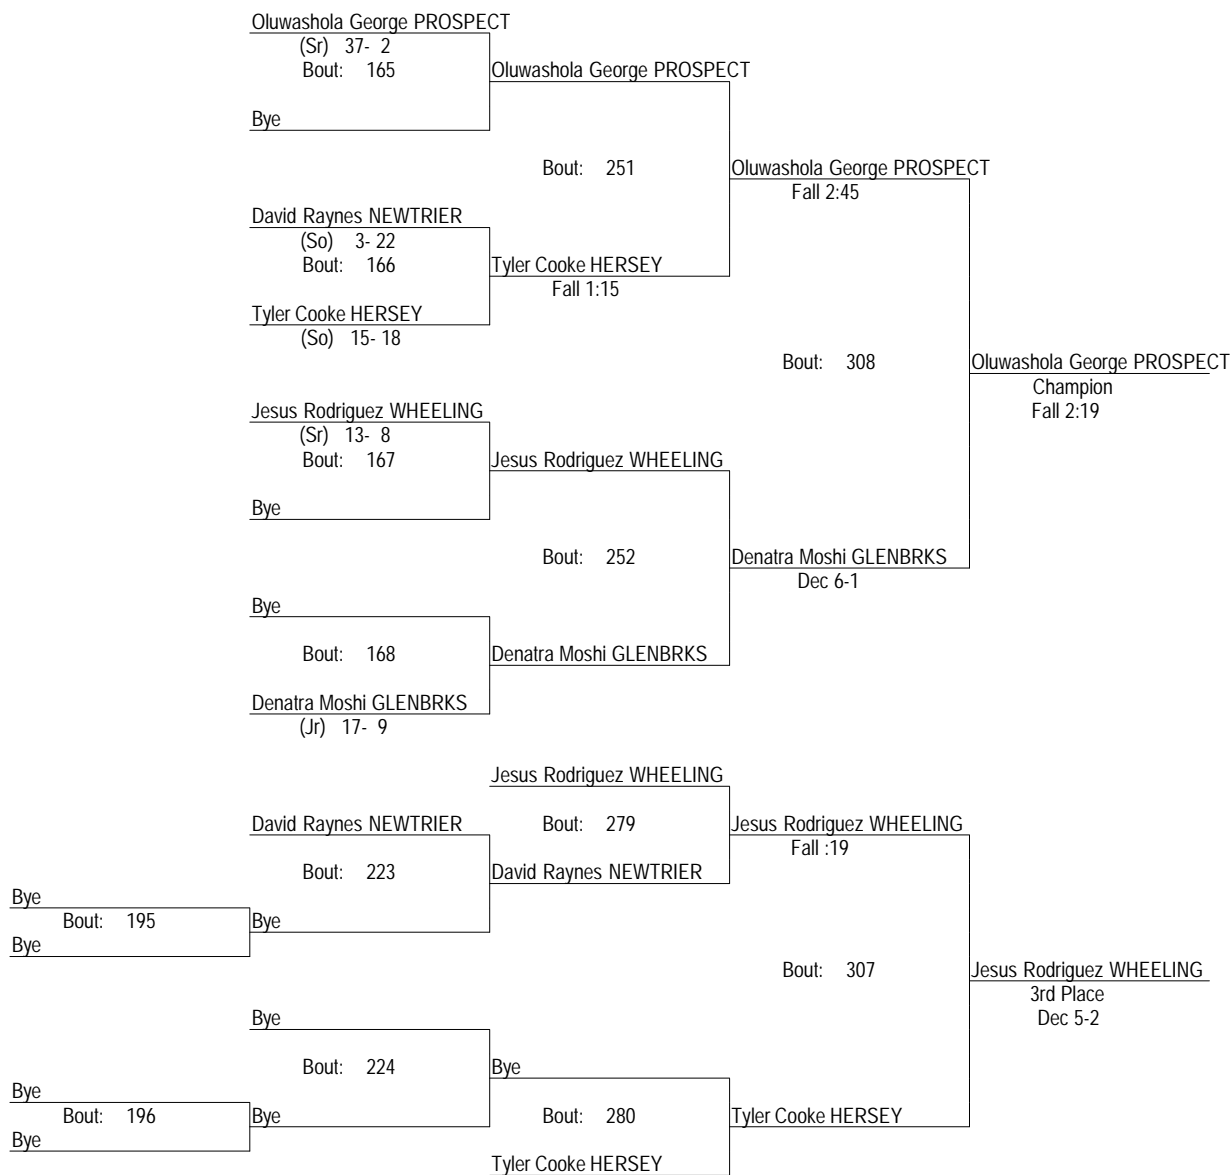 Oluwashola George PROSPECT
(Sr) 37- 2
Bout: 165
Oluwashola George PROSPECT
Bye
Bout: 251
Oluwashola George PROSPECT
Fall 2:45
David Raynes NEWTRIER
(So) 3- 22
Bout: 166
Tyler Cooke HERSEY
Fall 1:15
Tyler Cooke HERSEY
(So) 15- 18
Bout: 308
Oluwashola George PROSPECT
Champion
Fall 2:19
Jesus Rodriguez WHEELING
(Sr) 13- 8
Bout: 167
Jesus Rodriguez WHEELING
Bye
Bout: 252
Denatra Moshi GLENBRKS
Dec 6-1
Bye
Bout: 168
Denatra Moshi GLENBRKS
Denatra Moshi GLENBRKS
(Jr) 17- 9
Jesus Rodriguez WHEELING
David Raynes NEWTRIER
Bout: 279
Jesus Rodriguez WHEELING
Fall :19
Bout: 223
David Raynes NEWTRIER
Bye
Bout: 195
Bye
Bye
Bout: 307
Jesus Rodriguez WHEELING
3rd Place
Dec 5-2
Bye
Bout: 224
Bye
Bye
Bout: 196
Bye
Bye
Bout: 280
Tyler Cooke HERSEY
Tyler Cooke HERSEY